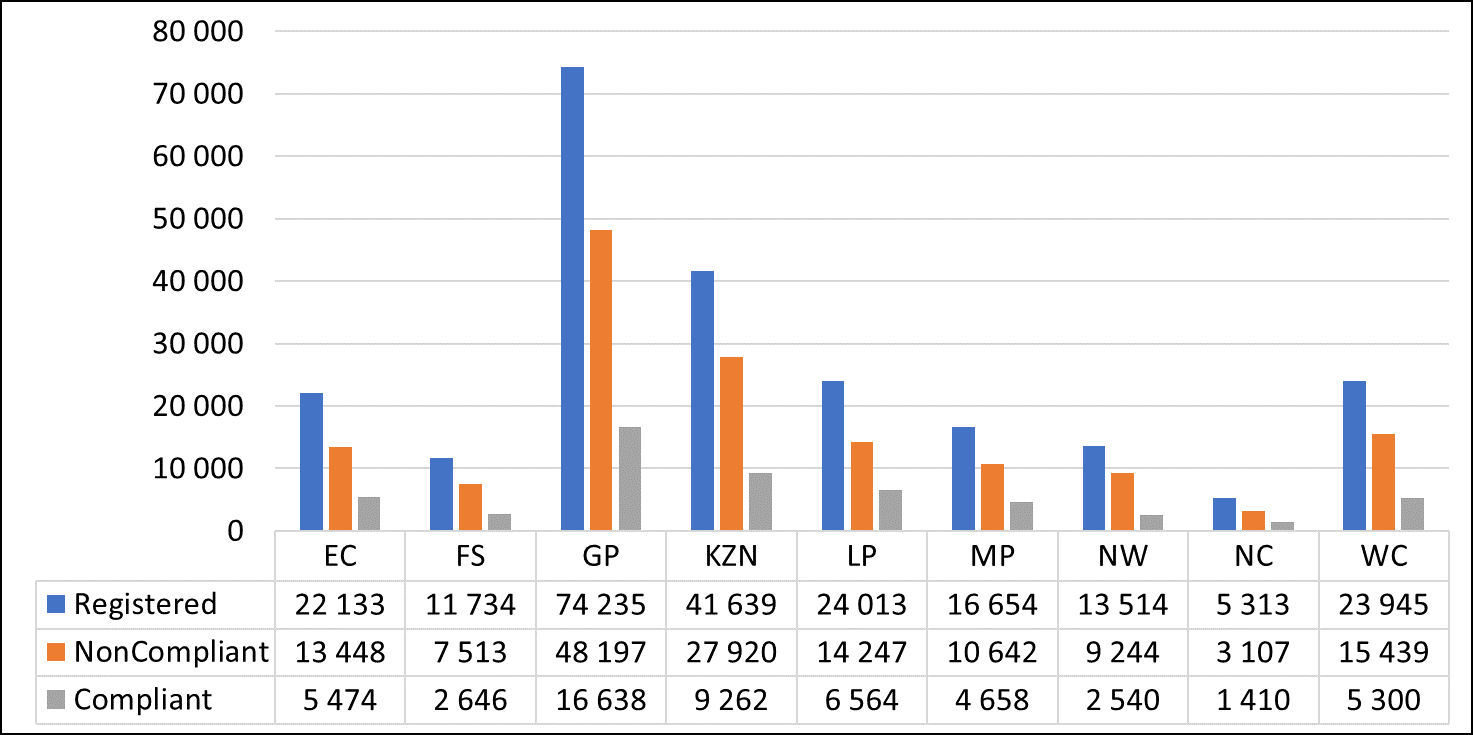 80 000
70 000
60 000
50 000
40 000
30 000
20 000
10 000
0
EC FS GP KZN LP MP NW NC WC
Registered 22 133 11 734 74 235 41 639 24 013 16 654 13 514 5 313 23 945
NonCompliant 13 448 7 513 48 197 27 920 14 247 10 642 9 244 3 107 15 439
Compliant 5 474 2 646 16 638 9 262 6 564 4 658 2 540 1 410 5 300